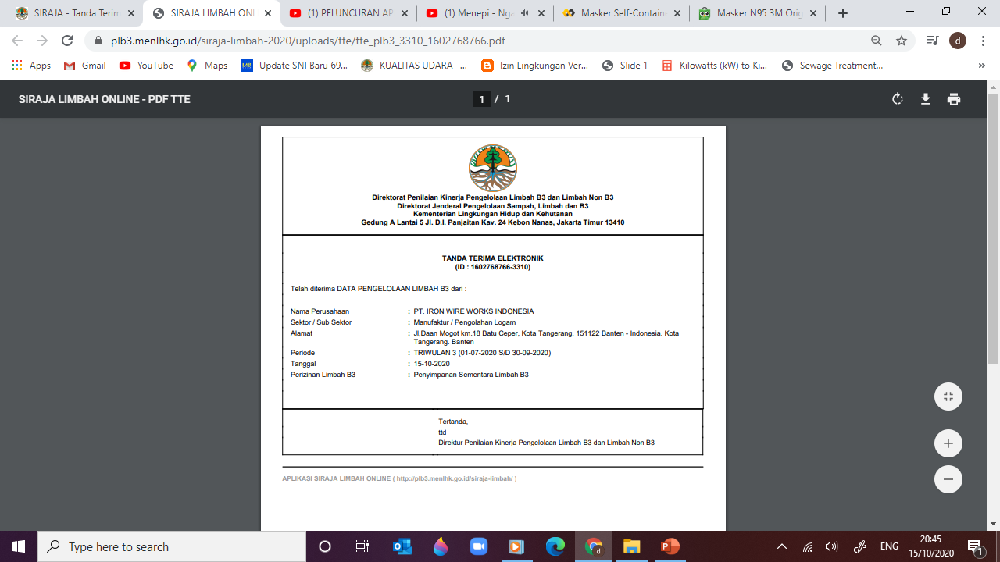 SIRAJA - Tanda Terim
SIRAJA LIMBAH ONL
(1) PELUNCURAN AP
(1) Menepi - Nga
Masker Self-Contain
Masker N95 3M Orig
plb3.menlhk.go.id/siraja-limbah-2020/uploads/tte/tte_plb3_3310_1602768766.pdf
d
Apps
Gmail
YouTube
Maps
Update SNI Baru 69...
KUALITAS UDARA –...
Izin Lingkungan Ver...
Slide 1
Kilowatts (kW) to Ki...
Sewage Treatment...
»
SIRAJA LIMBAH ONLINE - PDF TTE
1 / 1
Direktorat Penilaian Kinerja Pengelolaan Limbah B3 dan Limbah Non B3
Direktorat Jenderal Pengelolaan Sampah, Limbah dan B3
Kementerian Lingkungan Hidup dan Kehutanan
Gedung A Lantai 5 Jl. D.I. Panjaitan Kav. 24 Kebon Nanas, Jakarta Timur 13410
TANDA TERIMA ELEKTRONIK
(ID : 1602768766-3310)
Telah diterima DATA PENGELOLAAN LIMBAH B3 dari :
Nama Perusahaan : PT. IRON WIRE WORKS INDONESIA
Sektor / Sub Sektor : Manufaktur / Pengolahan Logam
Alamat : Jl,Daan Mogot km.18 Batu Ceper, Kota Tangerang, 151122 Banten - Indonesia. Kota
Tangerang. Banten
Periode : TRIWULAN 3 (01-07-2020 S/D 30-09-2020)
Tanggal : 15-10-2020
Perizinan Limbah B3 : Penyimpanan Sementara Limbah B3
Tertanda,
ttd
Direktur Penilaian Kinerja Pengelolaan Limbah B3 dan Limbah Non B3
APLIKASI SIRAJA LIMBAH ONLINE ( http://plb3.menlhk.go.id/siraja-limbah/ )
Type here to search
ENG
20:45
15/10/2020
1